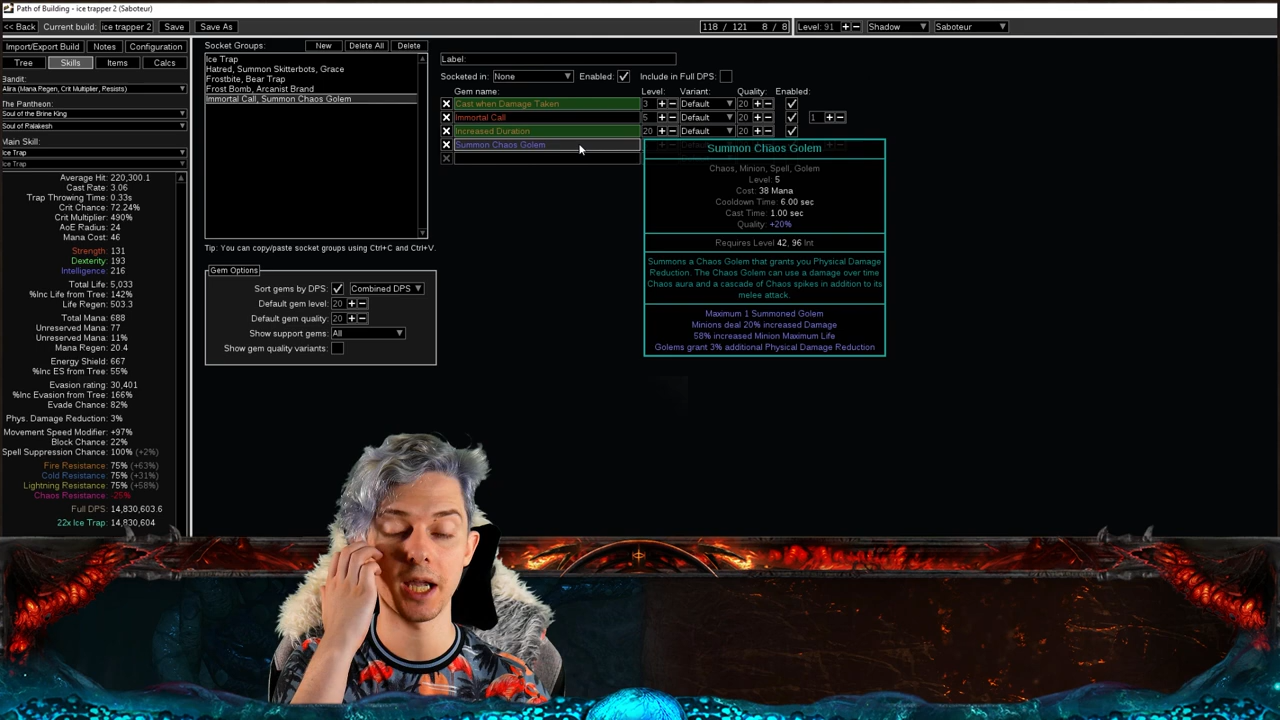 Path of Building - ice trapper 2 (Saboteur)
<< Back Current build: ice trapper 2 Save Save As 118 / 121 8 / 8 Level: 91 + - Shadow Saboteur
Import/Export Build Notes Configuration
Tree Skills Items Calcs
Bandit:
Alira (Mana Regen, Crit Multiplier, Resists)
The Pantheon:
Soul of the Brine King
Soul of Ralakesh
Main Skill:
Ice Trap
Ice Trap
Average Hit: 220,300.1
Cast Rate: 3.06
Trap Throwing Time: 0.33s
Crit Chance: 72.24%
Crit Multiplier: 490%
AoE Radius: 24
Mana Cost: 46
Strength: 131
Dexterity: 193
Intelligence: 216
Total Life: 5,033
%Inc Life from Tree: 142%
Life Regen: 503.3
Total Mana: 688
Unreserved Mana: 77
Unreserved Mana: 11%
Mana Regen: 20.4
Energy Shield: 667
%Inc ES from Tree: 55%
Evasion rating: 30,401
%Inc Evasion from Tree: 166%
Evade Chance: 82%
Phys. Damage Reduction: 3%
Movement Speed Modifier: +97%
Block Chance: 22%
Spell Suppression Chance: 100% (+2%)
Fire Resistance: 75% (+63%)
Cold Resistance: 75% (+31%)
Lightning Resistance: 75% (+58%)
Chaos Resistance: -25%
Full DPS: 14,830,603.6
22x Ice Trap: 14,830,604
Socket Groups: New Delete All Delete
Ice Trap
Hatred, Summon Skitterbots, Grace
Frostbite, Bear Trap
Frost Bomb, Arcanist Brand
Immortal Call, Summon Chaos Golem
Tip: You can copy/paste socket groups using Ctrl+C and Ctrl+V.
Gem Options
Sort gems by DPS: Combined DPS
Default gem level: 20 + -
Default gem quality: 20 + -
Show support gems: All
Show gem quality variants:
Label:
Socketed in: None Enabled: Include in Full DPS:
Gem name: Level: Variant: Quality: Enabled:
Cast when Damage Taken 3 + - Default 20 + -
Immortal Call 5 + - Default 20 + - 1 + -
Increased Duration 20 + - Default 20 + -
Summon Chaos Golem
Summon Chaos Golem
Chaos, Minion, Spell, Golem
Level: 5
Cost: 38 Mana
Cooldown Time: 6.00 sec
Cast Time: 1.00 sec
Quality: +20%
Requires Level 42, 96 Int
Summons a Chaos Golem that grants you Physical Damage
Reduction. The Chaos Golem can use a damage over time
Chaos aura and a cascade of Chaos spikes in addition to its
melee attack.
Maximum 1 Summoned Golem
Minions deal 20% increased Damage
58% increased Minion Maximum Life
Golems grant 3% additional Physical Damage Reduction